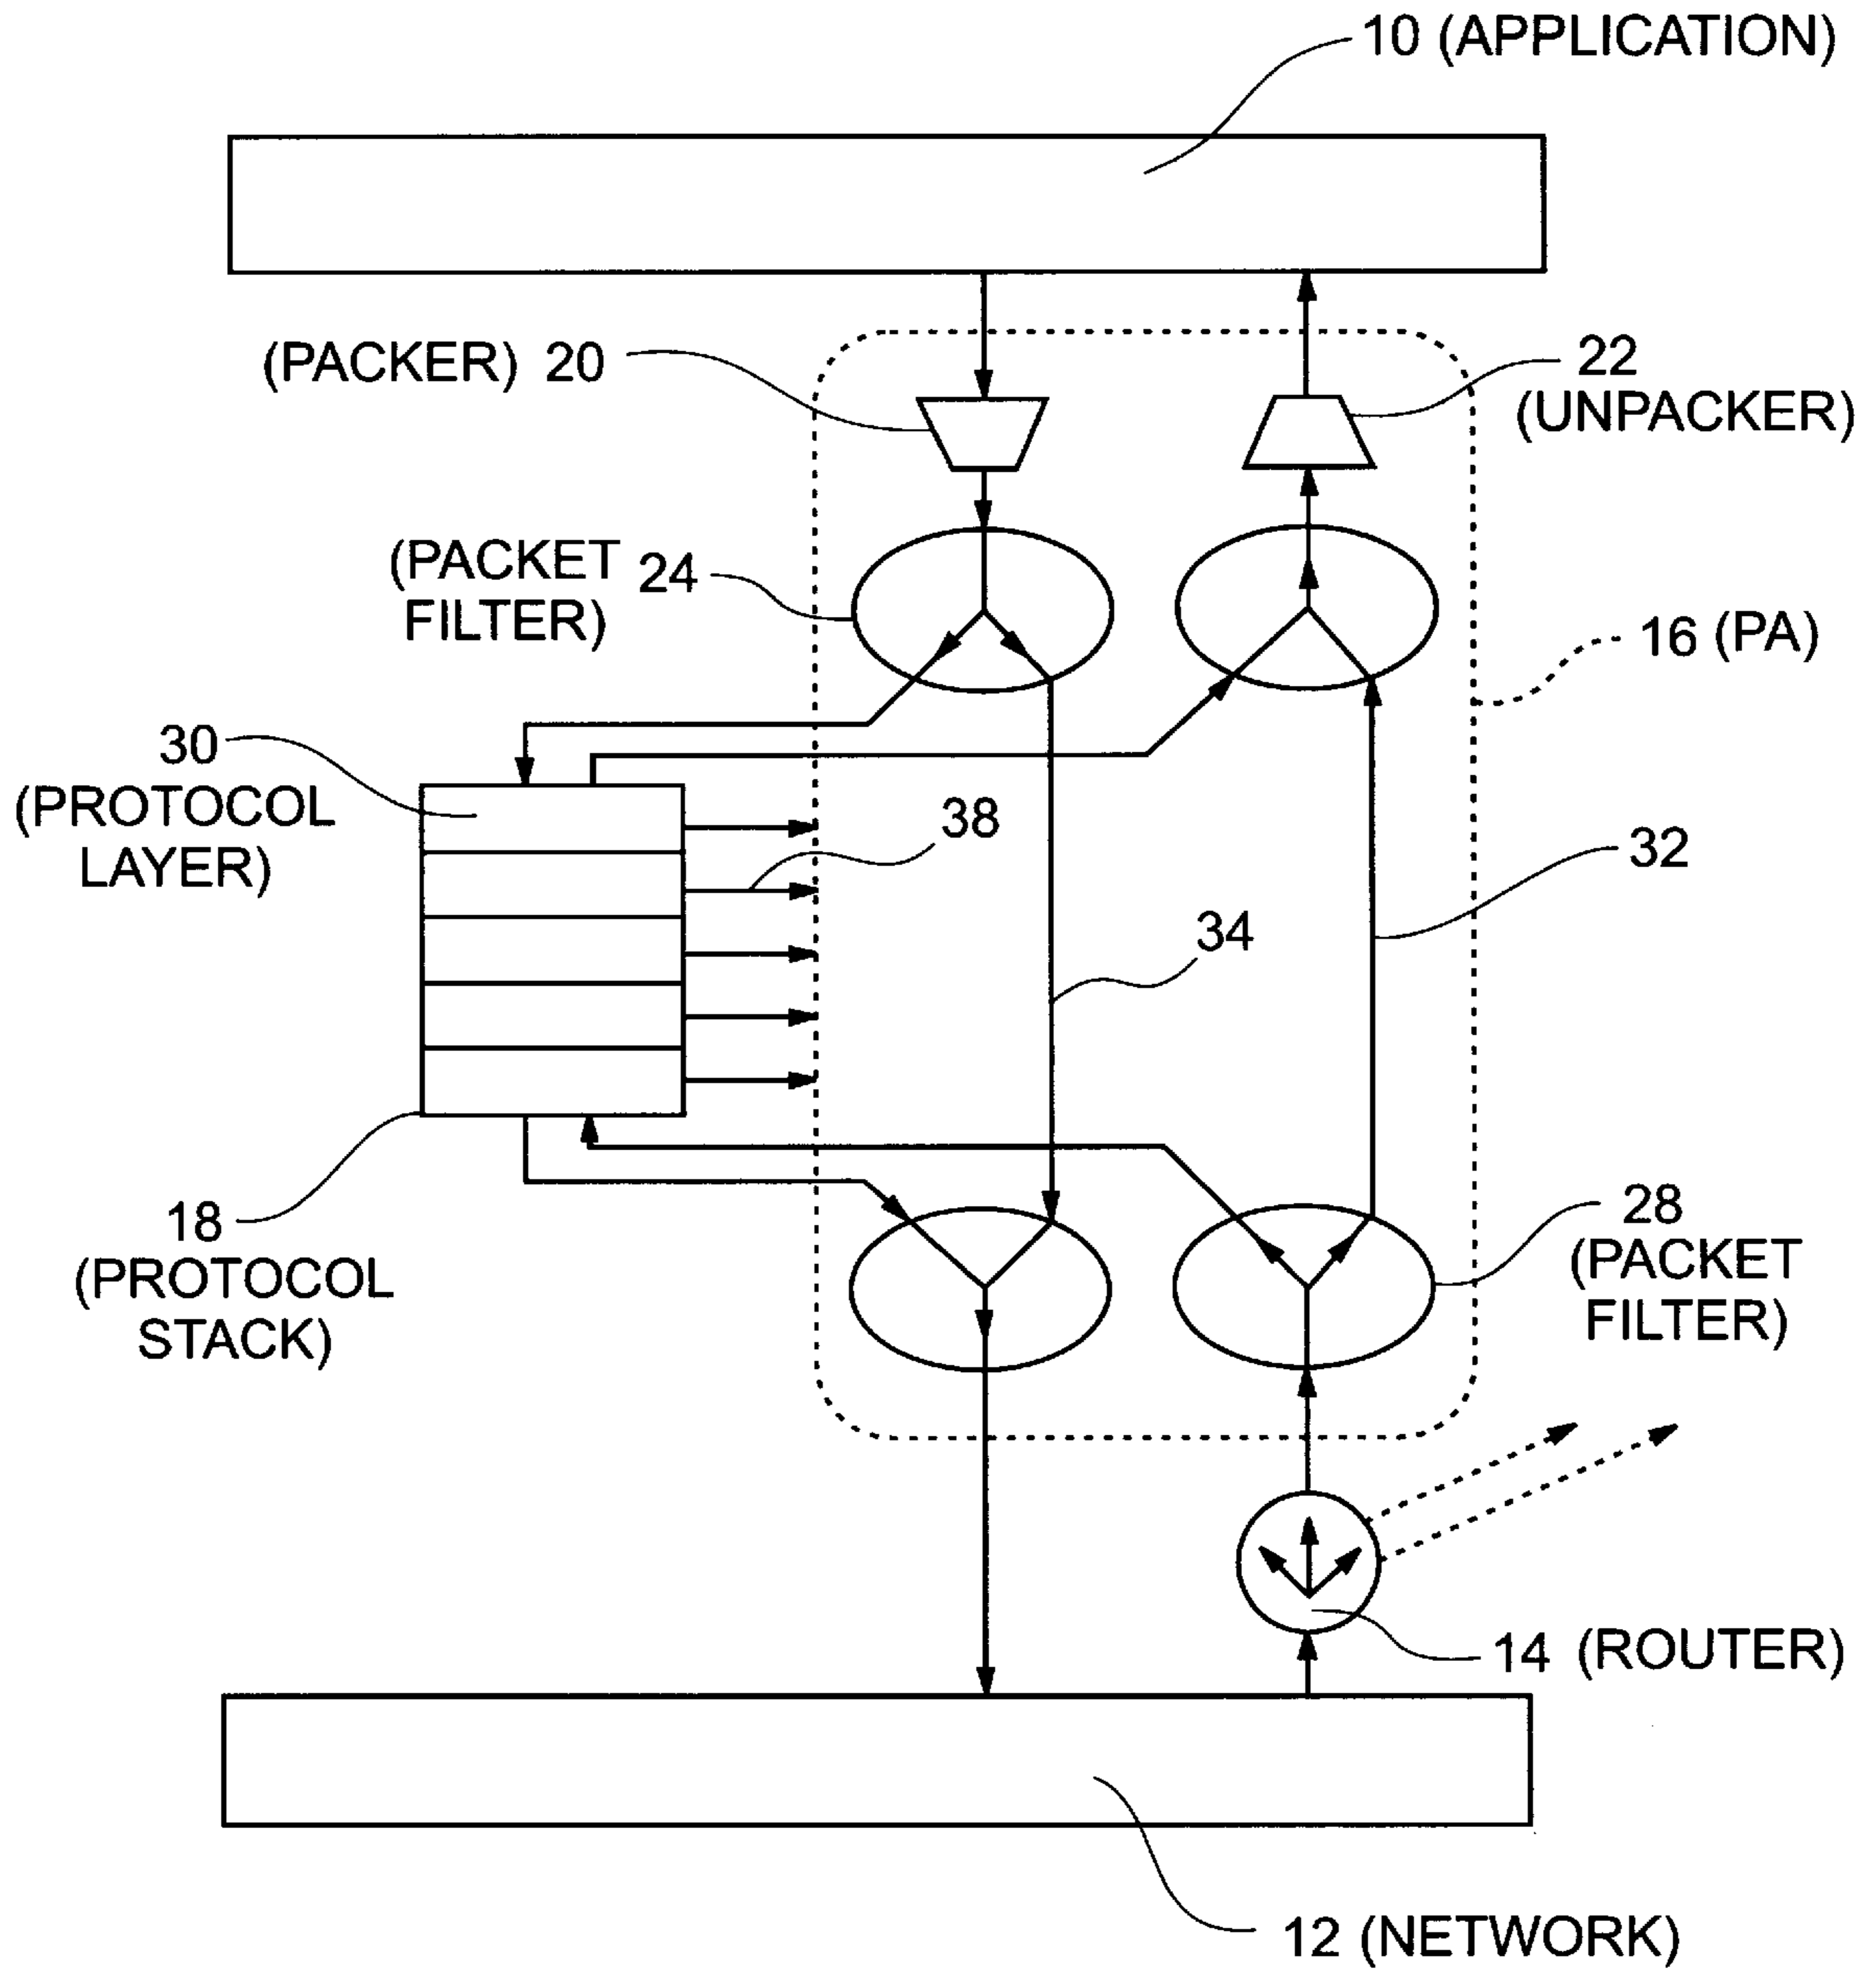 10 (APPLICATION)
(PACKER) 20
22
(UNPACKER)
(PACKET
FILTER)
24
16 (PA)
30
(PROTOCOL
LAYER)
38
32
34
18
(PROTOCOL
STACK)
28
(PACKET
FILTER)
14 (ROUTER)
12 (NETWORK)